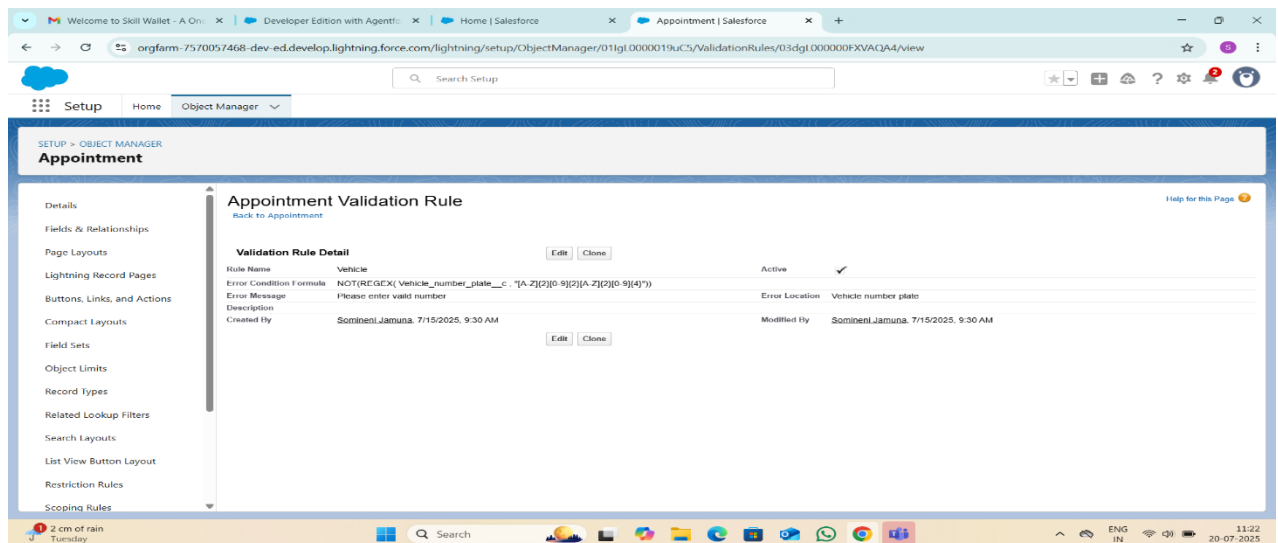 Welcome to Skill Wallet - A One
Developer Edition with Agentfo
Home | Salesforce
Appointment | Salesforce
orgfarm-7570057468-dev-ed.develop.lightning.force.com/lightning/setup/ObjectManager/01IgL0000019uC5/ValidationRules/03dgL000000FXVAQA4/view
S
Search Setup
2
Setup Home Object Manager
SETUP > OBJECT MANAGER
Appointment
Details
Fields & Relationships
Page Layouts
Lightning Record Pages
Buttons, Links, and Actions
Compact Layouts
Field Sets
Object Limits
Record Types
Related Lookup Filters
Search Layouts
List View Button Layout
Restriction Rules
Scoping Rules
Appointment Validation Rule
Help for this Page
Back to Appointment
Validation Rule Detail Edit Clone
Rule Name Vehicle Active
Error Condition Formula NOT(REGEX( Vehicle_number_plate__c , "[A-Z]{2}[0-9]{2}[A-Z]{2}[0-9]{4}"))
Error Message Please enter vaild number Error Location Vehicle number plate
Description
Created By Somineni Jamuna, 7/15/2025, 9:30 AM Modified By Somineni Jamuna, 7/15/2025, 9:30 AM
Edit Clone
1
2 cm of rain
Tuesday
Search
ENG
IN
11:22
20-07-2025